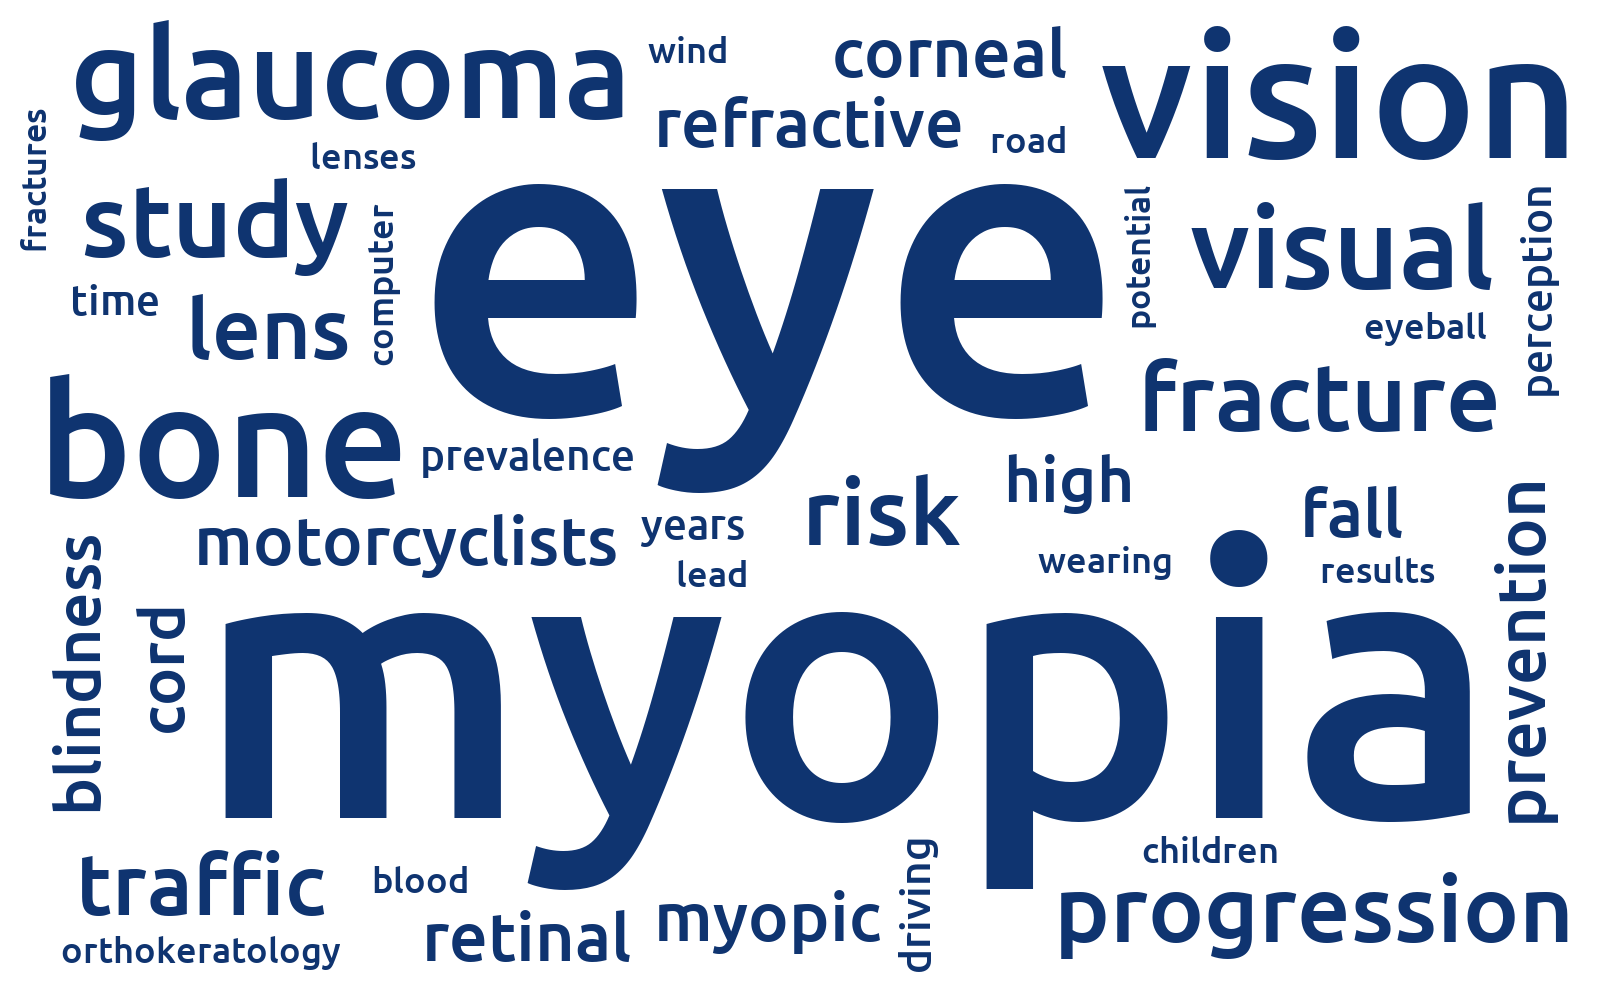 glaucoma
wind
corneal
vision
refractive
road
fractures
lenses
study
computer
eye
potential
visual
perception
time
lens
eyeball
bone
prevalence
fracture
motorcyclists
years
risk
high
fall
lead
wearing
results
prevention
blindness
cord
myopia
traffic
blood
driving
children
orthokeratology
retinal
myopic
progression